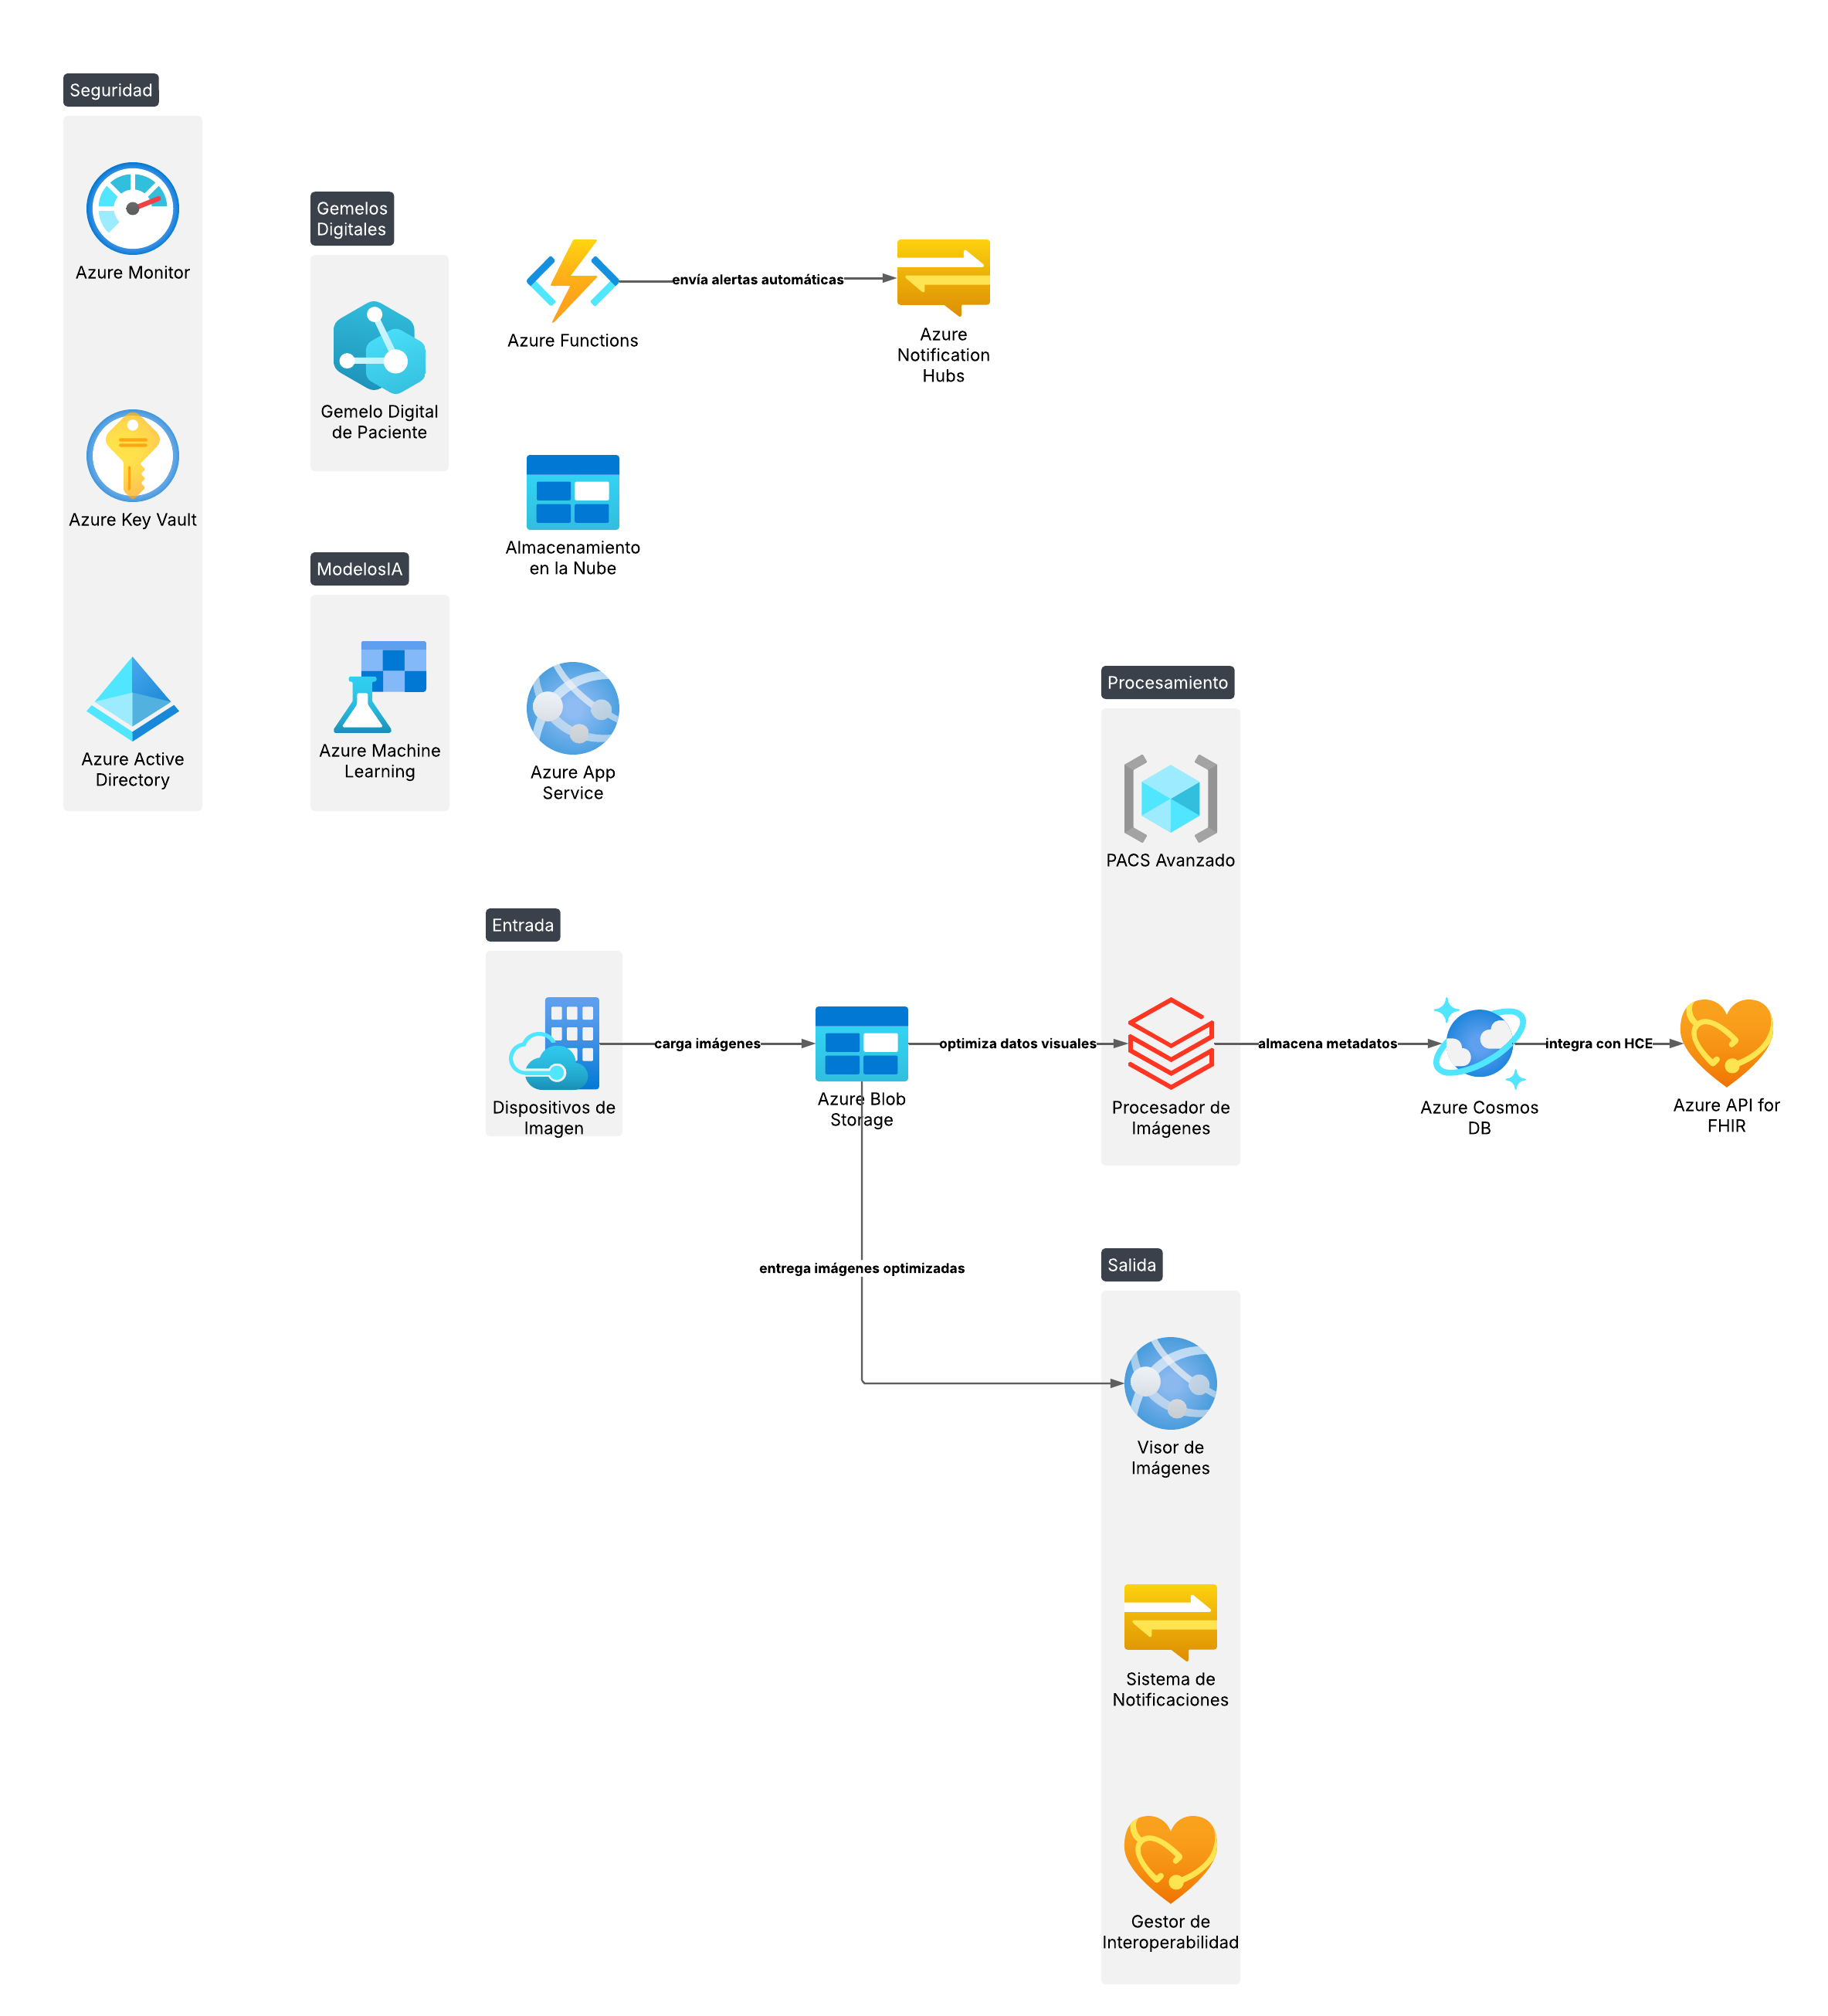 Seguridad
Azure Monitor
Azure Key Vault
Azure Active
Directory
Gemelos
Digitales
Gemelo Digital
de Paciente
ModelosIA
Azure Machine
Learning
Azure Functions
envía alertas automáticas
Azure
Notification
Hubs
Almacenamiento
en la Nube
Azure App
Service
Entrada
Dispositivos de
Imagen
carga imágenes
Azure Blob
Storage
optimiza datos visuales
Procesamiento
PACS Avanzado
Procesador de
Imágenes
almacena metadatos
Azure Cosmos
DB
integra con HCE
Azure API for
FHIR
entrega imágenes optimizadas
Salida
Visor de
Imágenes
Sistema de
Notificaciones
Gestor de
Interoperabilidad